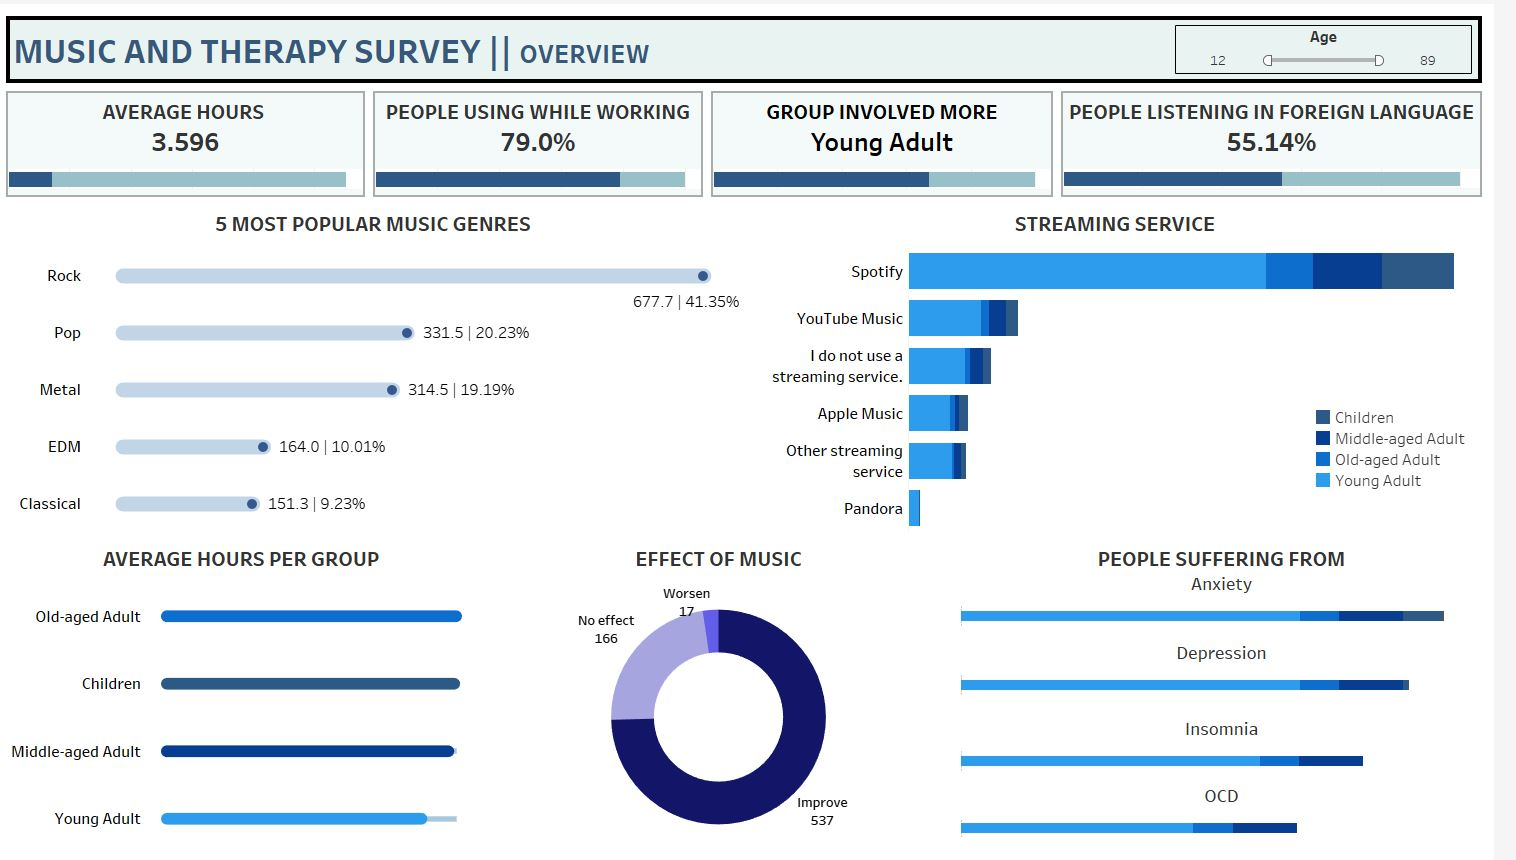 MUSIC AND THERAPY SURVEY || OVERVIEW
Age
12
89
AVERAGE HOURS
3.596
PEOPLE USING WHILE WORKING
79.0%
GROUP INVOLVED MORE
Young Adult
PEOPLE LISTENING IN FOREIGN LANGUAGE
55.14%
5 MOST POPULAR MUSIC GENRES
Rock
677.7 | 41.35%
Pop
331.5 | 20.23%
Metal
314.5 | 19.19%
EDM
164.0 | 10.01%
Classical
151.3 | 9.23%
STREAMING SERVICE
Spotify
YouTube Music
I do not use a
streaming service.
Apple Music
Other streaming
service
Pandora
Children
Middle-aged Adult
Old-aged Adult
Young Adult
AVERAGE HOURS PER GROUP
Old-aged Adult
Children
Middle-aged Adult
Young Adult
EFFECT OF MUSIC
Worsen
17
No effect
166
Improve
537
PEOPLE SUFFERING FROM
Anxiety
Depression
Insomnia
OCD